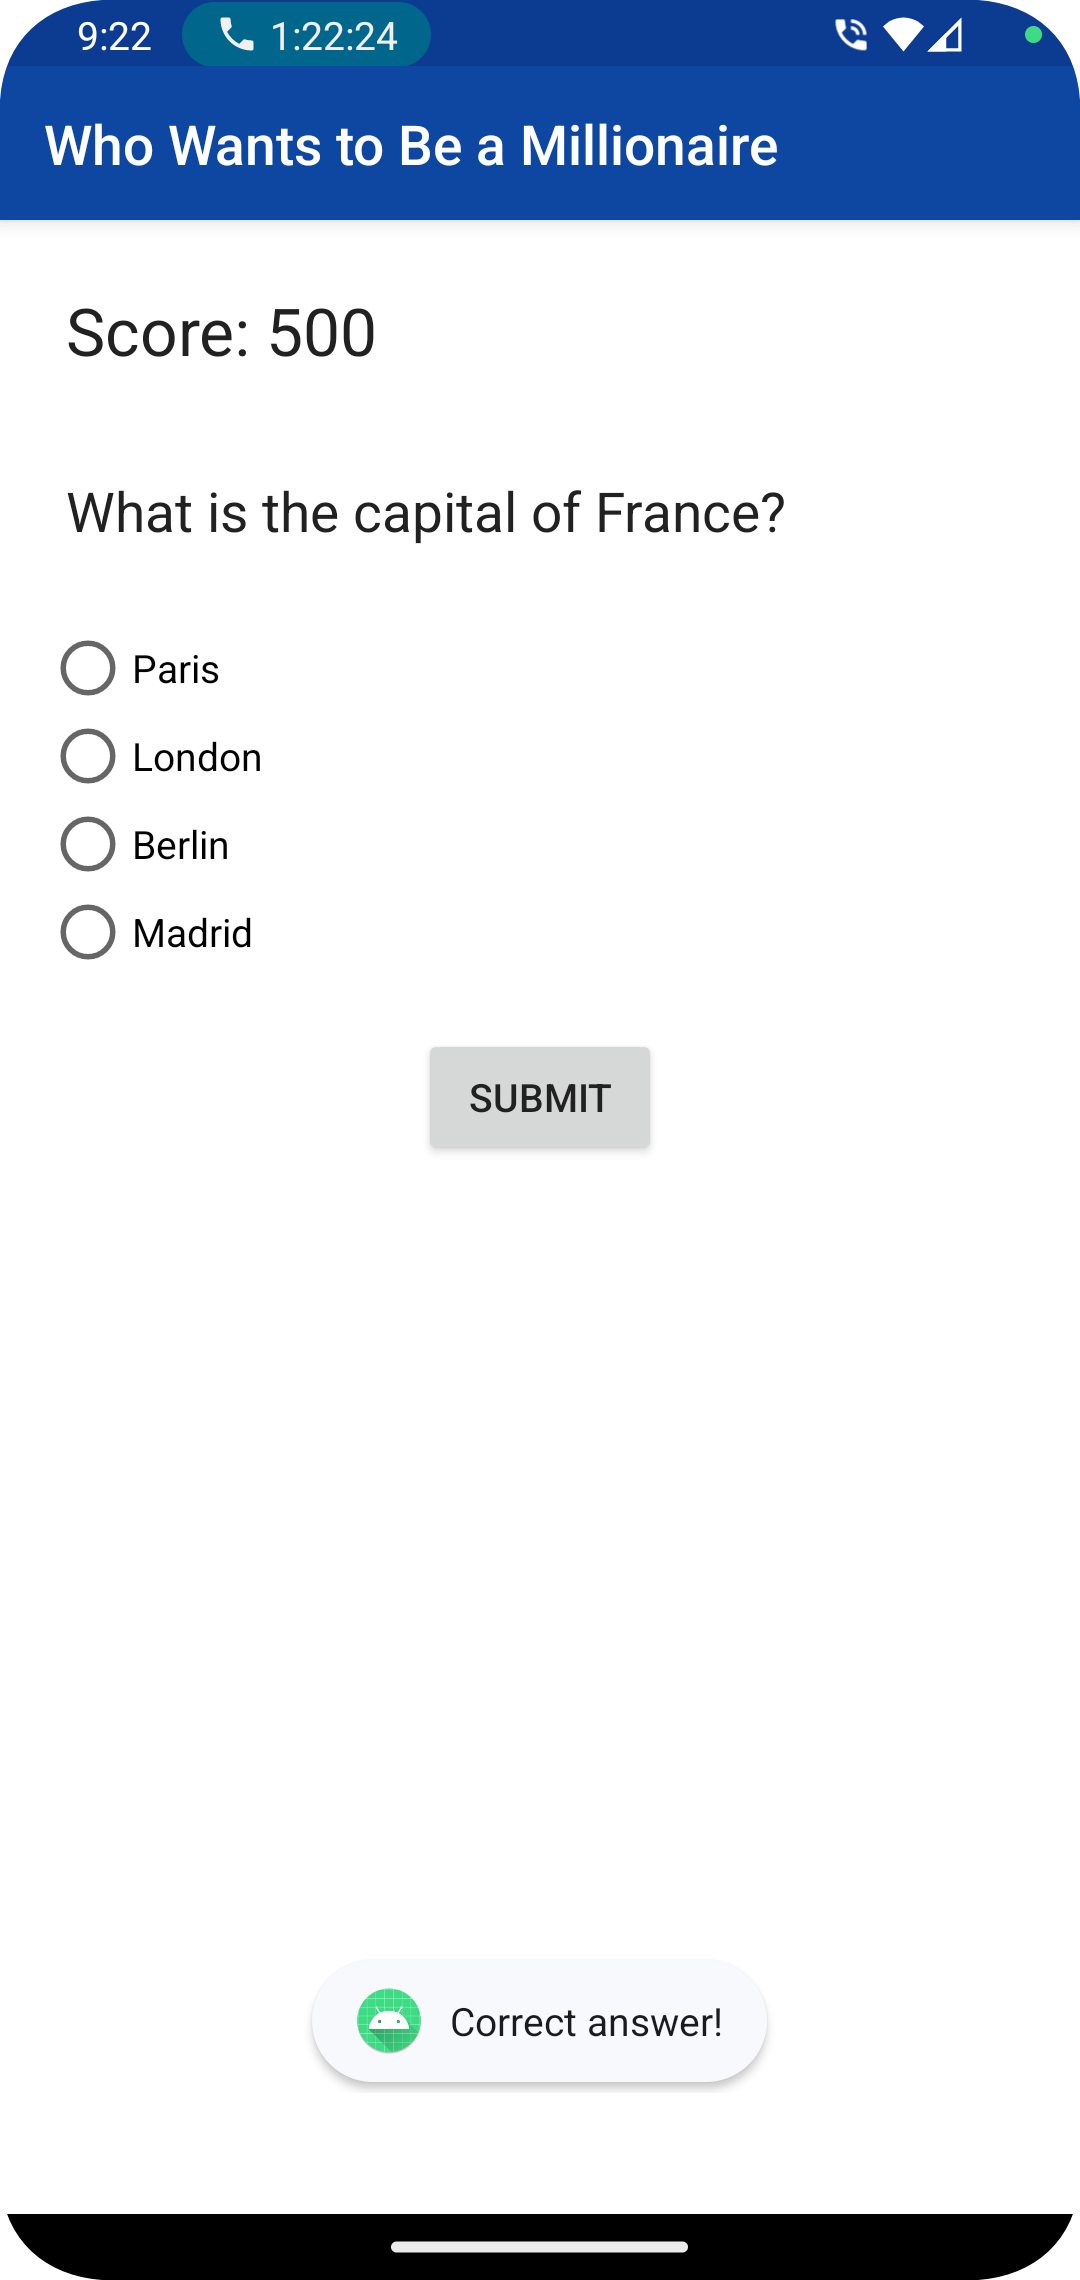 9:22 1:22:24
Who Wants to Be a Millionaire
Score: 500
What is the capital of France?
Paris
London
Berlin
Madrid
SUBMIT
Correct answer!